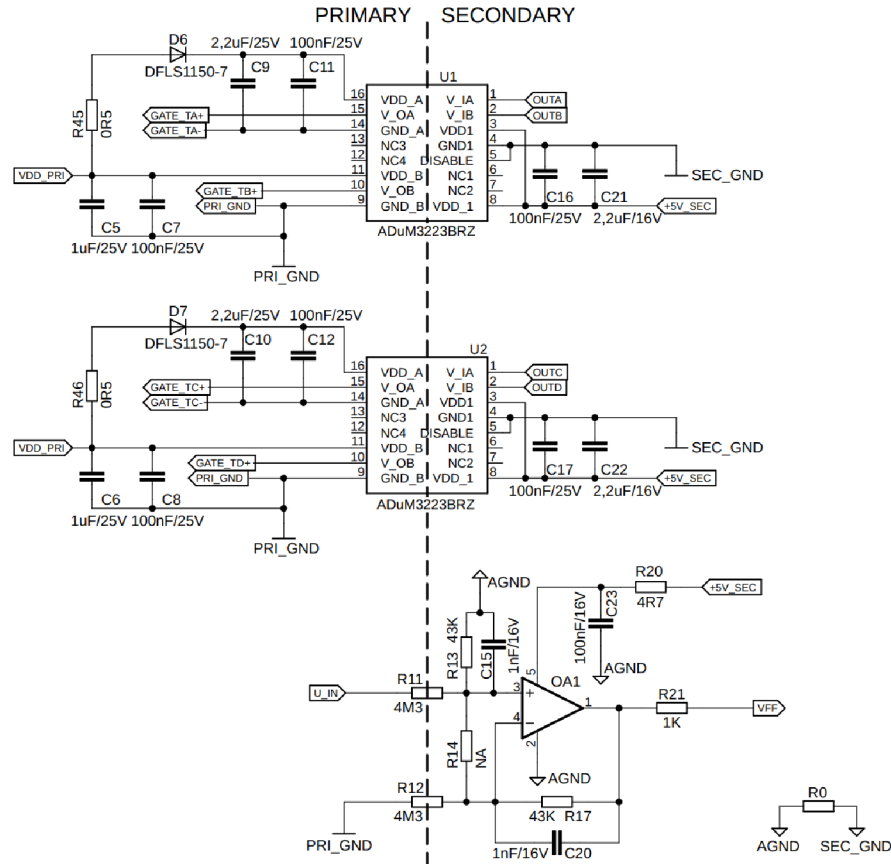 PRIMARY SECONDARY
D6 2,2uF/25V 100nF/25V
DFLS1150-7 C9 C11 U1
R45 0R5
16 VDD_A V_IA 1 OUTA
GATE_TA+ 15 V_OA V_IB 2 OUTB
GATE_TA- 14 GND_A VDD1 3
13 NC3 GND1 4
12 NC4 DISABLE 5 SEC_GND
VDD_PRI 11 VDD_B NC1 6
GATE_TB+ 10 V_OB NC2 7 C16 C21
PRI_GND 9 GND_B VDD_1 8 +5V_SEC
C5 C7 100nF/25V 2,2uF/16V
1uF/25V 100nF/25V ADuM3223BRZ
PRI_GND
D7 2,2uF/25V 100nF/25V
DFLS1150-7 C10 C12 U2
R46 0R5
16 VDD_A V_IA 1 OUTC
GATE_TC+ 15 V_OA V_IB 2 OUTD
GATE_TC- 14 GND_A VDD1 3
13 NC3 GND1 4
12 NC4 DISABLE 5 SEC_GND
VDD_PRI 11 VDD_B NC1 6
GATE_TD+ 10 V_OB NC2 7 C17 C22
PRI_GND 9 GND_B VDD_1 8 +5V_SEC
C6 C8 100nF/25V 2,2uF/16V
1uF/25V 100nF/25V ADuM3223BRZ
PRI_GND
AGND R20 +5V_SEC
4R7
R13 43K C15 1nF/16V 100nF/16V C23
AGND
R11 5 OA1
U_IN 3 + 1 R21 VFF
4M3 4 − 1K
R14 NA 2
AGND
R12 R0
4M3 43K R17
PRI_GND 1nF/16V C20 AGND SEC_GND